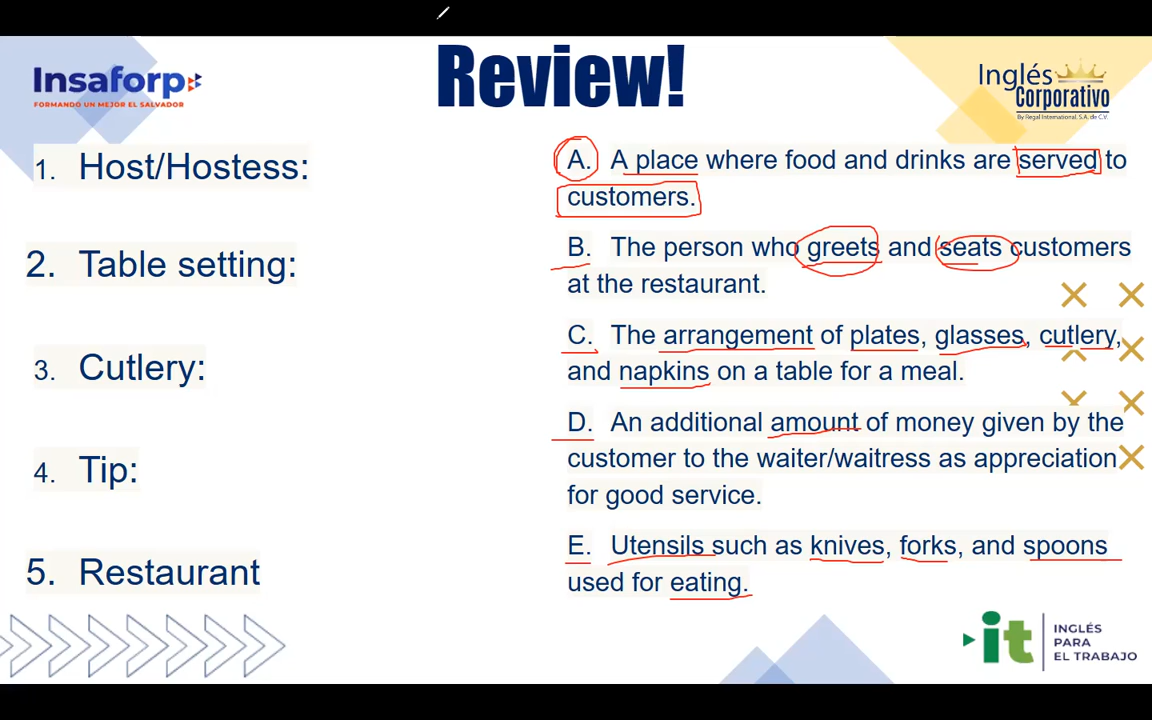 Review!
Insaforp
FORMANDO UN MEJOR EL SALVADOR
Inglés
Corporativo
By Regal International, S.A. de C.V.
1. Host/Hostess:
2. Table setting:
3. Cutlery:
4. Tip:
5. Restaurant
A. A place where food and drinks are served to
customers.
B. The person who greets and seats customers
at the restaurant.
C. The arrangement of plates, glasses, cutlery,
and napkins on a table for a meal.
D. An additional amount of money given by the
customer to the waiter/waitress as appreciation
for good service.
E. Utensils such as knives, forks, and spoons
used for eating.
it
INGLÉS
PARA
EL TRABAJO